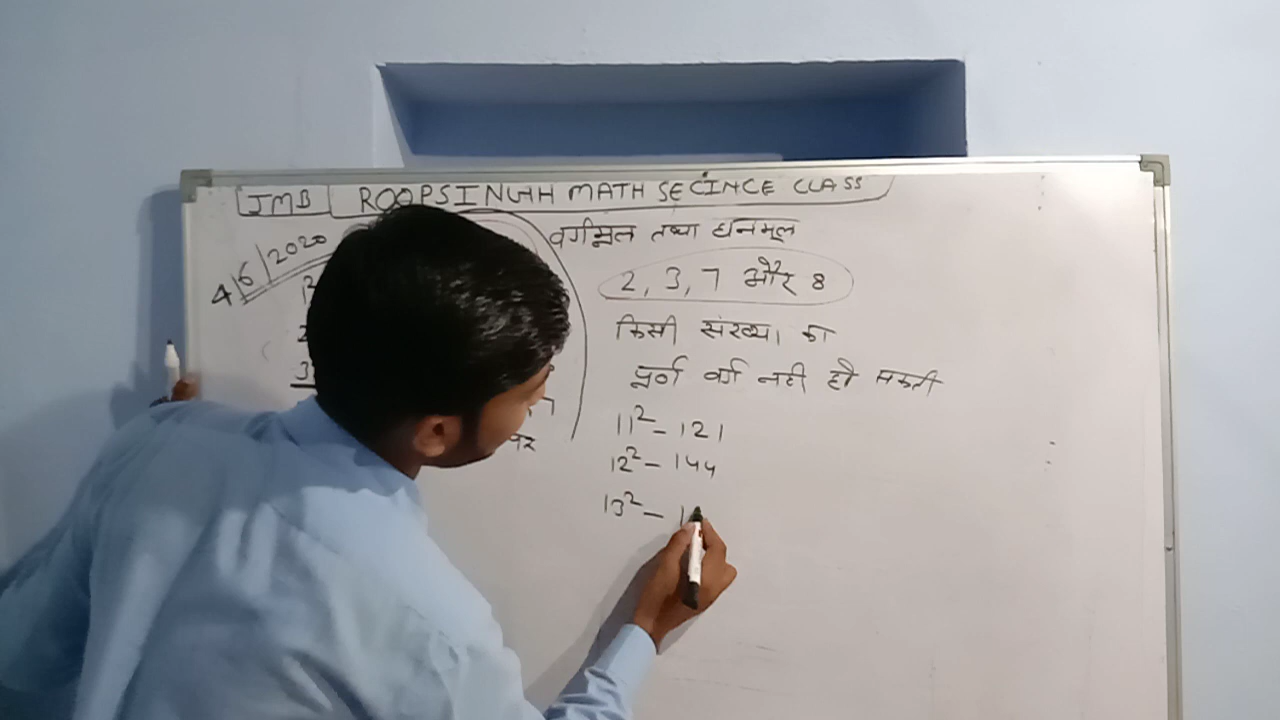 JMB ROOPSINGH MATH SECINCE CLASS
4/6/2020
वर्गमूल तथा घनमूल
2, 3, 7 और 8
किसी संख्या का
पूर्ण वर्ग नही हो सकती
11² - 121
12² - 144
13² - 1
पर